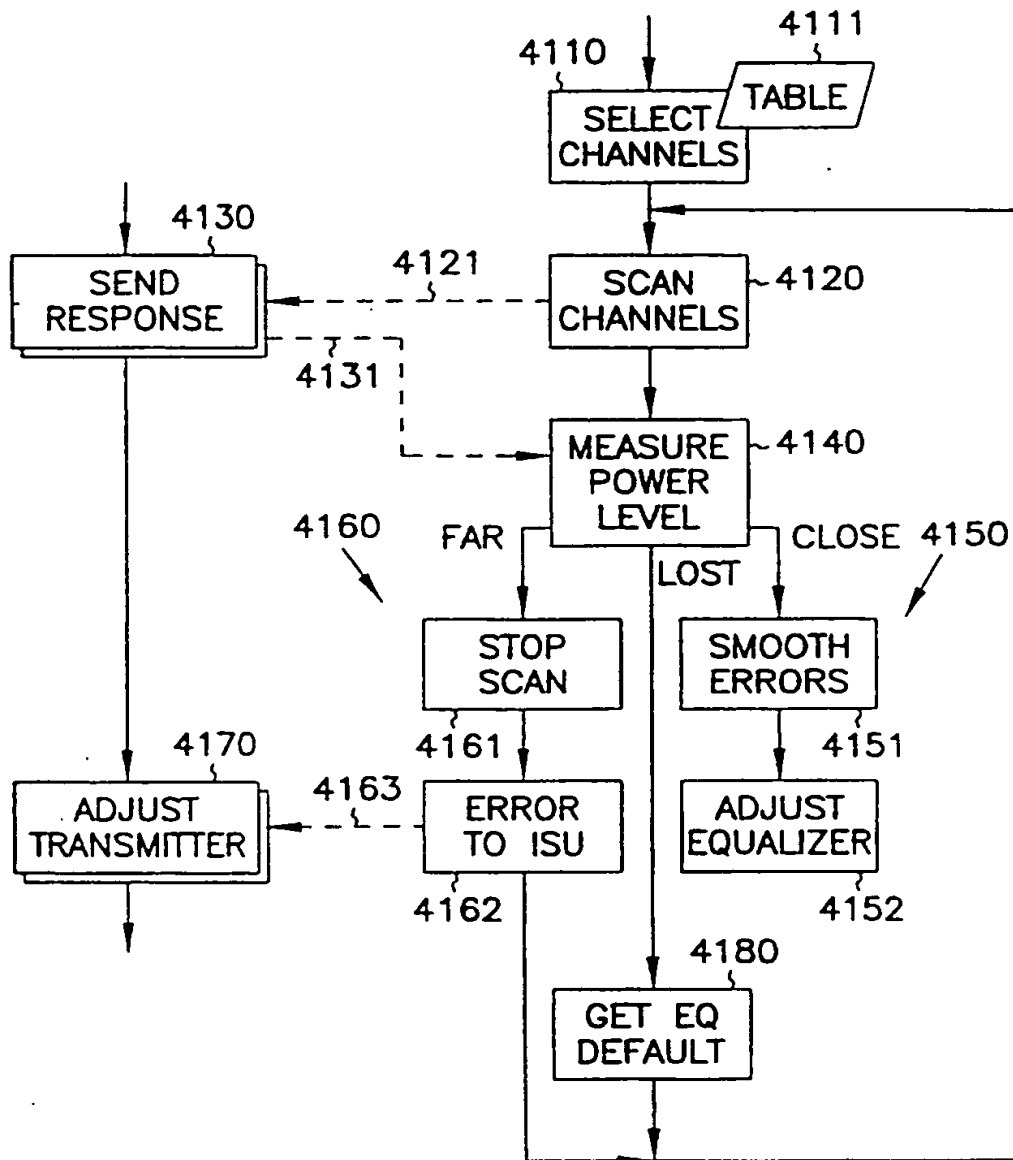 4111
4110
TABLE
SELECT
CHANNELS
4130
SEND
RESPONSE
4121
SCAN
CHANNELS
4120
4131
MEASURE
POWER
LEVEL
4140
4160
FAR
LOST
CLOSE
4150
STOP
SCAN
SMOOTH
ERRORS
4161
4151
4170
ADJUST
TRANSMITTER
4163
ERROR
TO ISU
ADJUST
EQUALIZER
4162
4152
4180
GET EQ
DEFAULT